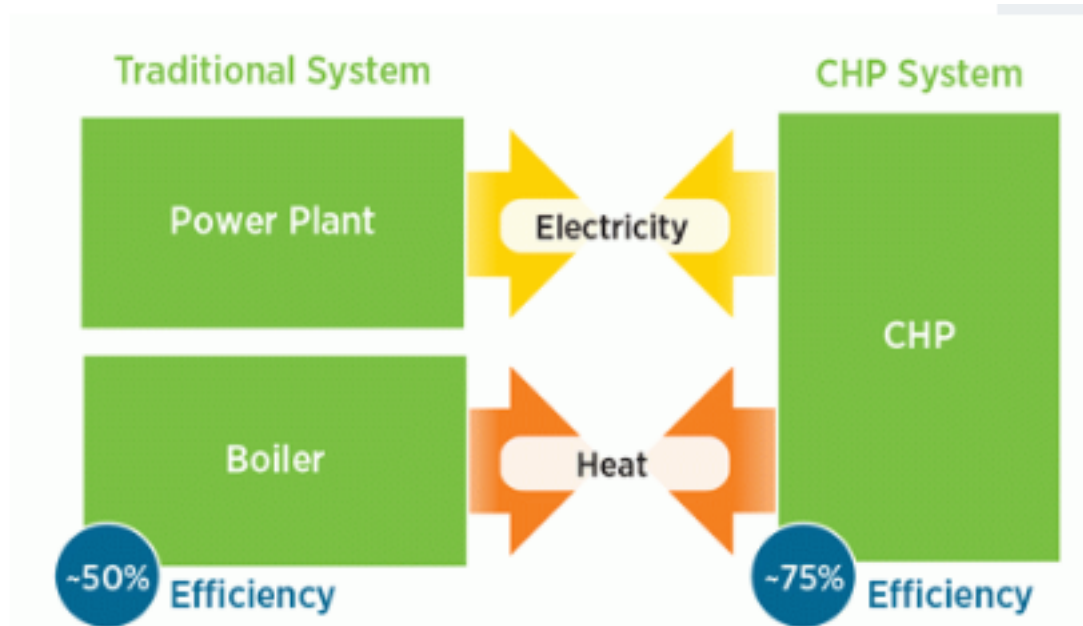 Traditional System
CHP System
Power Plant
Electricity
CHP
Boiler
Heat
~50% Efficiency
~75% Efficiency